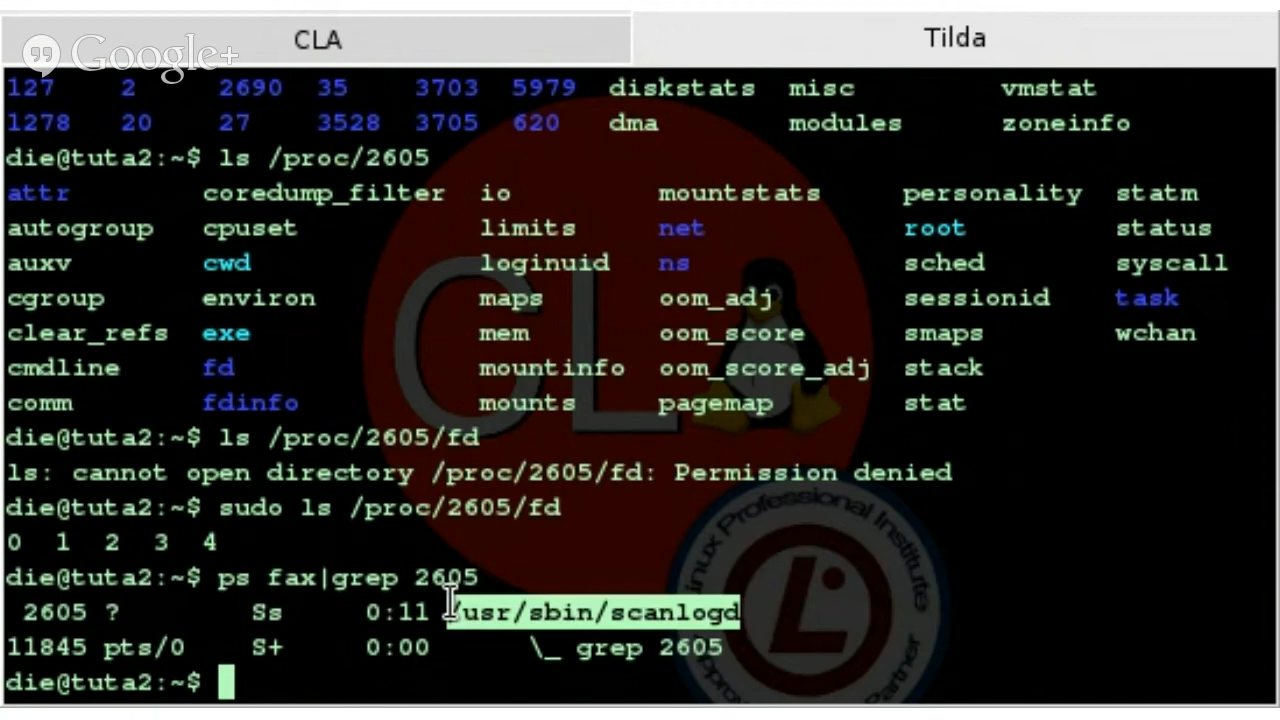 Google+
CLA Tilda
127 2 2690 35 3703 5979 diskstats misc vmstat
1278 20 27 3528 3705 620 dma modules zoneinfo
die@tuta2:~$ ls /proc/2605
attr coredump_filter io mountstats personality statm
autogroup cpuset limits net root status
auxv cwd loginuid ns sched syscall
cgroup environ maps oom_adj sessionid task
clear_refs exe mem oom_score smaps wchan
cmdline fd mountinfo oom_score_adj stack
comm fdinfo mounts pagemap stat
die@tuta2:~$ ls /proc/2605/fd
ls: cannot open directory /proc/2605/fd: Permission denied
die@tuta2:~$ sudo ls /proc/2605/fd
0 1 2 3 4
die@tuta2:~$ ps fax|grep 2605
2605 ? Ss 0:11 /usr/sbin/scanlogd
11845 pts/0 S+ 0:00 \_ grep 2605
die@tuta2:~$
CLA
Linux Professional Institute
Partner